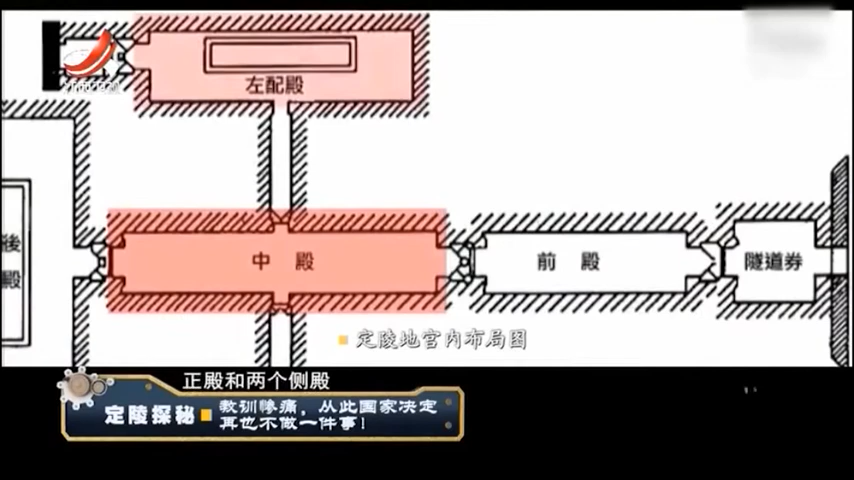 左配殿
後殿
中殿
前殿
隧道券
定陵地宫内布局图
正殿和两个侧殿
定陵探秘
教训惨痛，从此国家决定
再也不做一件事！